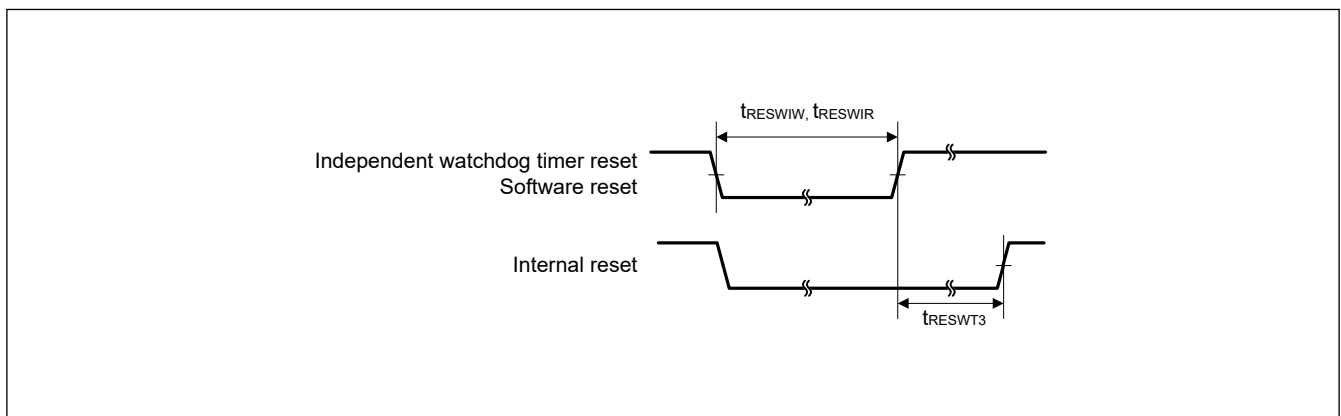 tRESWIW, tRESWIR
Independent watchdog timer reset
Software reset
Internal reset
tRESWT3